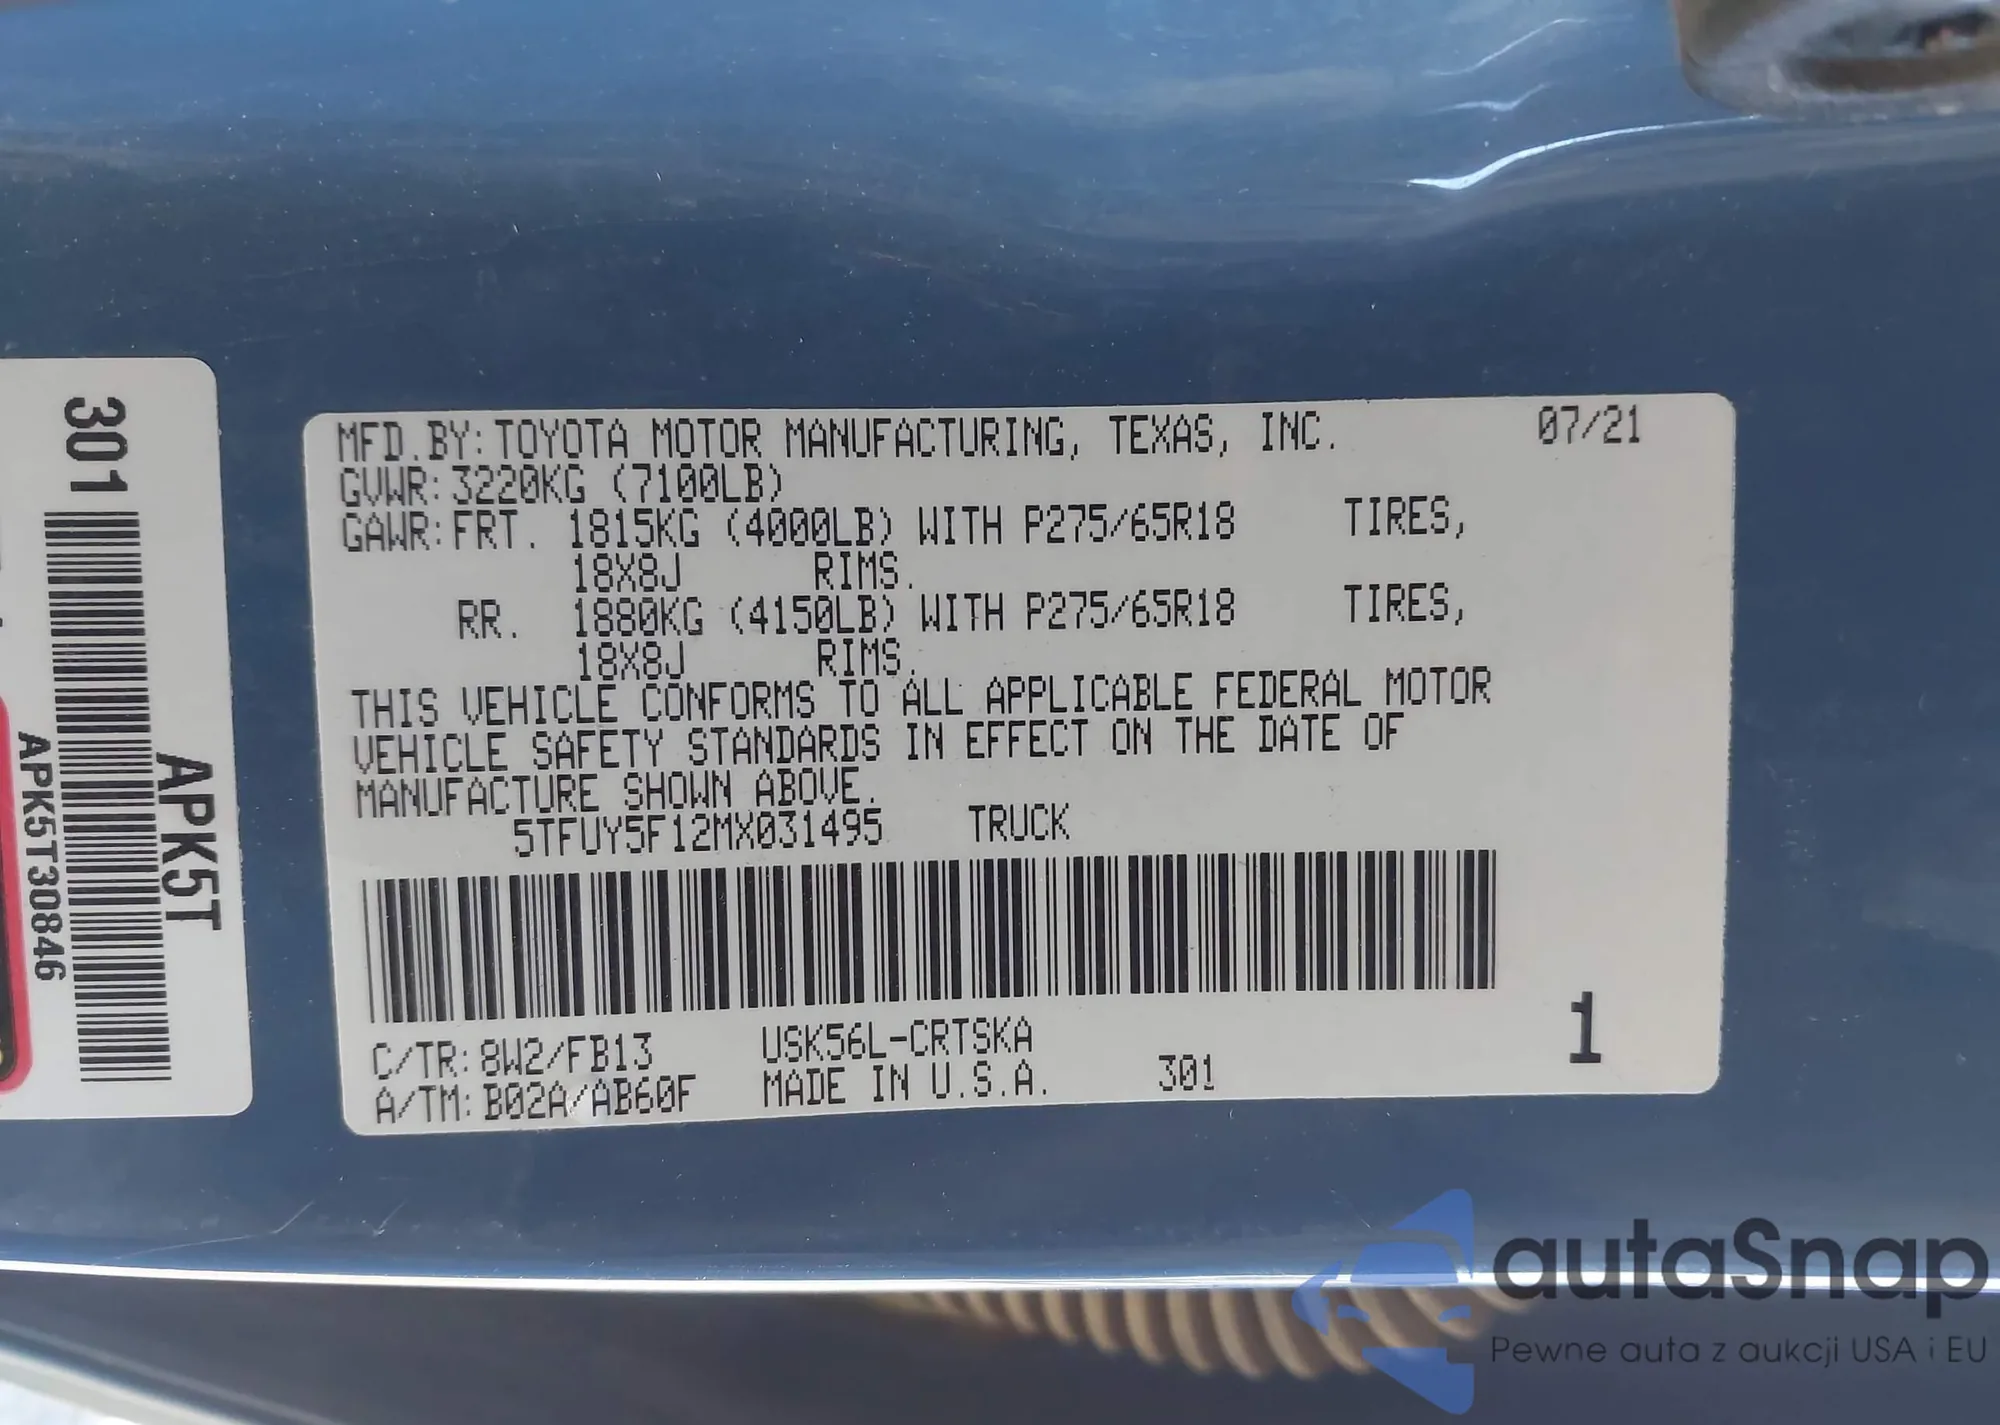 301
APK5T
APK5T30846
MFD.BY:TOYOTA MOTOR MANUFACTURING, TEXAS, INC. 07/21
GVWR:3220KG (7100LB)
GAWR:FRT. 1815KG (4000LB) WITH P275/65R18 TIRES,
18X8J RIMS.
RR. 1880KG (4150LB) WITH P275/65R18 TIRES,
18X8J RIMS.
THIS VEHICLE CONFORMS TO ALL APPLICABLE FEDERAL MOTOR
VEHICLE SAFETY STANDARDS IN EFFECT ON THE DATE OF
MANUFACTURE SHOWN ABOVE.
5TFUY5F12MX031495 TRUCK
C/TR:8W2/FB13 USK56L-CRTSKA
A/TM:B02A/AB60F MADE IN U.S.A. 301
1
autaSnap
Pewne auta z aukcji USA i EU